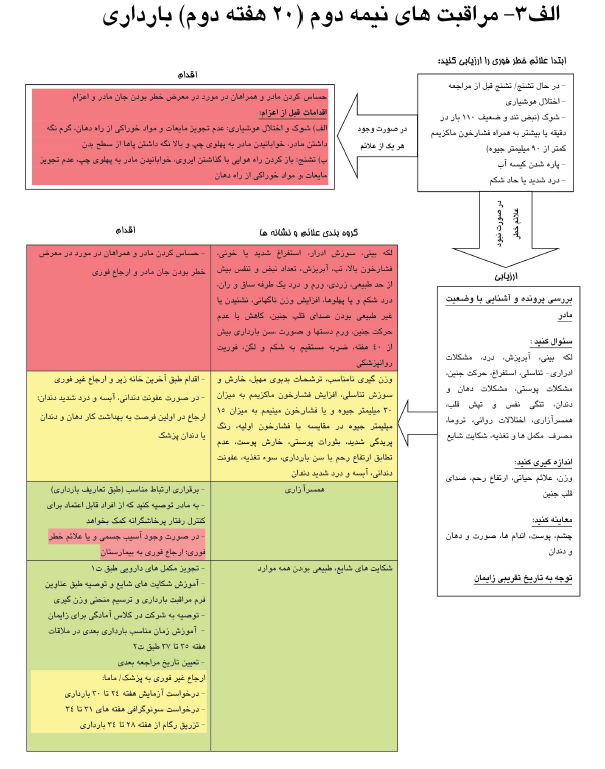 الف۳- مراقبت های نیمه دوم (۲۰ هفته دوم) بارداری
ابتدا علائم خطر فوری را ارزیابی کنید:
- در حال تشنج/ تشنج قبل از مراجعه
- اختلال هوشیاری
- شوک (نبض تند و ضعیف ۱۱۰ بار در
دقیقه یا بیشتر به همراه فشارخون ماکزیمم
کمتر از ۹۰ میلیمتر جیوه)
- پاره شدن کیسه آب
- درد شدید یا حاد شکم
در صورت وجود
هر یک از علائم
اقدام
حساس کردن مادر و همراهان در مورد در معرض خطر بودن جان مادر و اعزام
اقدامات قبل از اعزام:
الف) شوک و اختلال هوشیاری: عدم تجویز مایعات و مواد خوراکی از راه دهان، گرم نگه
داشتن مادر، خوابانیدن مادر به پهلوی چپ و بالا نگه داشتن پاها از سطح بدن
ب) تشنج: باز کردن راه هوایی با گذاشتن ایروی، خوابانیدن مادر به پهلوی چپ، عدم تجویز
مایعات و مواد خوراکی از راه دهان
در صورت نبود
علائم خطر
ارزیابی
بررسی پرونده و آشنایی با وضعیت
مادر
سئوال کنید :
لکه بینی، آبریزش، درد، مشکلات
ادراری- تناسلی، استفراغ، حرکت جنین،
مشکلات پوستی، مشکلات دهان و
دندان، تنگی نفس و تپش قلب،
همسرآزاری، اختلالات روانی، تروما،
مصرف مکمل ها و تغذیه، شکایت شایع
اندازه گیری کنید:
وزن، علائم حیاتی، ارتفاع رحم، صدای
قلب جنین
معاینه کنید:
چشم، پوست، اندام ها، صورت و دهان
و دندان
توجه به تاریخ تقریبی زایمان
گروه بندی علائم و نشانه ها
اقدام
لکه بینی، سوزش ادرار، استفراغ شدید یا خونی،
فشارخون بالا، تب، آبریزش، تعداد نبض و تنفس بیش
از حد طبیعی، زردی، ورم و درد یک طرفه ساق و ران،
درد شکم و یا پهلوها، افزایش وزن ناگهانی، نشنیدن یا
غیر طبیعی بودن صدای قلب جنین، کاهش یا عدم
حرکت جنین، ورم دستها و صورت ،سن بارداری بیش
از ۴۰ هفته، ضربه مستقیم به شکم و لگن، فوریت
روانپزشکی
- حساس کردن مادر و همراهان در مورد در معرض
خطر بودن جان مادر و ارجاع فوری
وزن گیری نامناسب، ترشحات بدبوی مهبل، خارش و
سوزش تناسلی، افزایش فشارخون ماکزیمم به میزان
۳۰ میلیمتر جیوه و یا فشارخون مینیمم به میزان ۱۵
میلیمتر جیوه در مقایسه با فشارخون اولیه، رنگ
پریدگی شدید، بثورات پوستی، خارش پوست، عدم
تطابق ارتفاع رحم با سن بارداری، سوء تغذیه، عفونت
دندانی، آبسه و درد شدید دندان
- اقدام طبق آخرین خانه زیر و ارجاع غیر فوری
- در صورت عفونت دندانی، آبسه و درد شدید دندان:
ارجاع در اولین فرصت به بهداشت کار دهان و دندان
یا دندان پزشک
همسرآ زاری
- برقراری ارتباط مناسب (طبق تعاریف بارداری)
- به مادر توصیه کنید که از افراد قابل اعتماد برای
کنترل رفتار پرخاشگرانه کمک بخواهد
- در صورت وجود آسیب جسمی و یا علائم خطر
فوری: ارجاع فوری به بیمارستان
شکایت های شایع، طبیعی بودن همه موارد
- تجویز مکمل های دارویی طبق ت۱
- آموزش شکایت های شایع و توصیه طبق عناوین
فرم مراقبت بارداری و ترسیم منحنی وزن گیری
- توصیه به شرکت در کلاس آمادگی برای زایمان
- آموزش زمان مناسب بارداری بعدی در ملاقات
هفته ۳۵ تا ۳۷ طبق ت۲
- تعیین تاریخ مراجعه بعدی
ارجاع غیر فوری به پزشک/ ماما:
- درخواست آزمایش هفته ۲۴ تا ۳۰ بارداری
- درخواست سونوگرافی هفته های ۳۱ تا ۳۴
- تزریق رگام از هفته ۲۸ تا ۳۴ بارداری